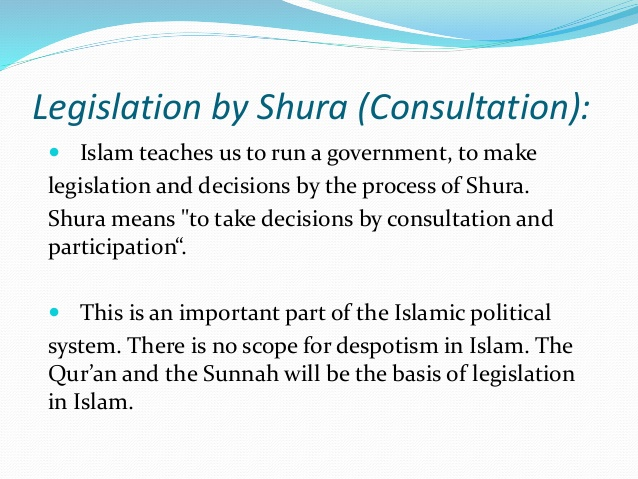 Legislation by Shura (Consultation):
• Islam teaches us to run a government, to make
legislation and decisions by the process of Shura.
Shura means "to take decisions by consultation and
participation“.
• This is an important part of the Islamic political
system. There is no scope for despotism in Islam. The
Qur’an and the Sunnah will be the basis of legislation
in Islam.